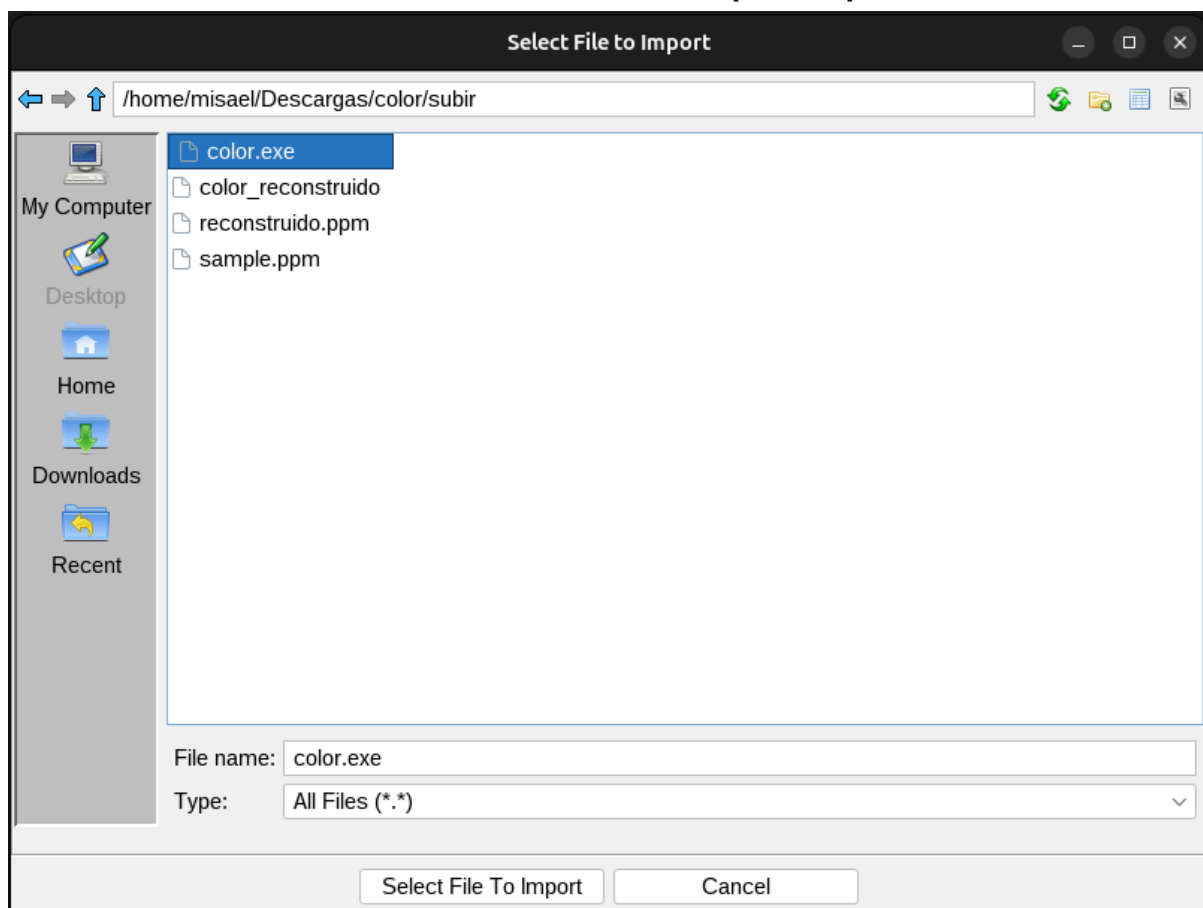 Select File to Import
/home/misael/Descargas/color/subir
My Computer
Desktop
Home
Downloads
Recent
color.exe
color_reconstruido
reconstruido.ppm
sample.ppm
File name: color.exe
Type: All Files (*.*)
Select File To Import Cancel